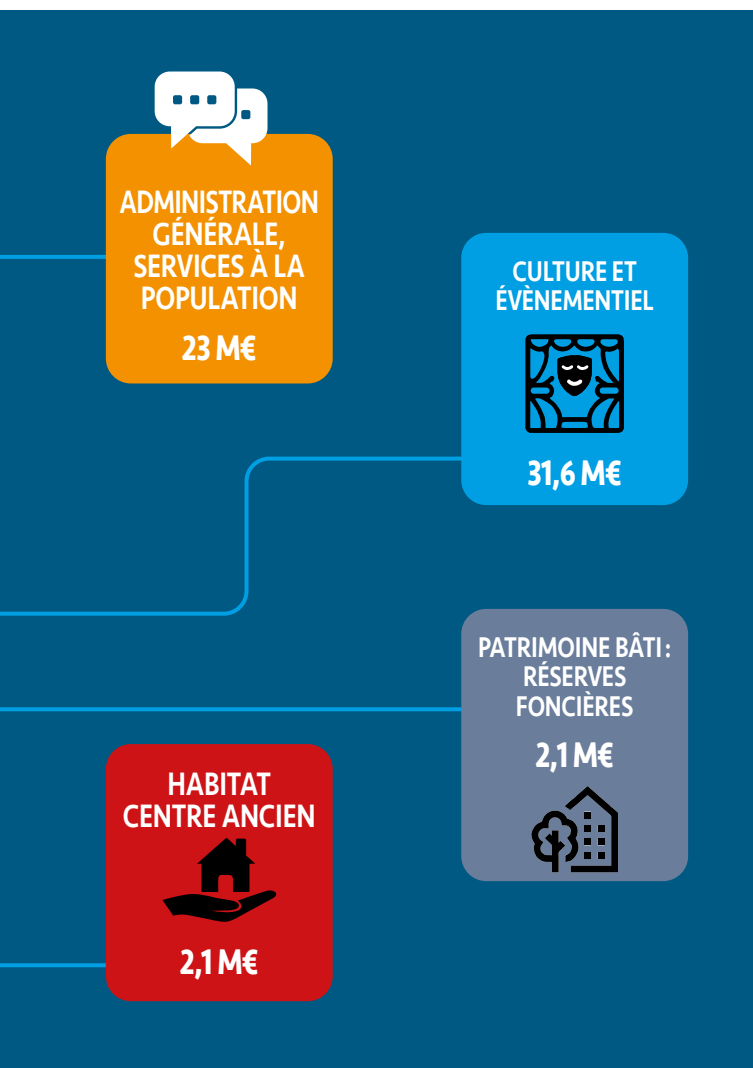 ADMINISTRATION
GÉNÉRALE,
SERVICES À LA
POPULATION
23 M€
CULTURE ET
ÉVÈNEMENTIEL
31,6 M€
PATRIMOINE BÂTI :
RÉSERVES
FONCIÈRES
2,1 M€
HABITAT
CENTRE ANCIEN
2,1 M€